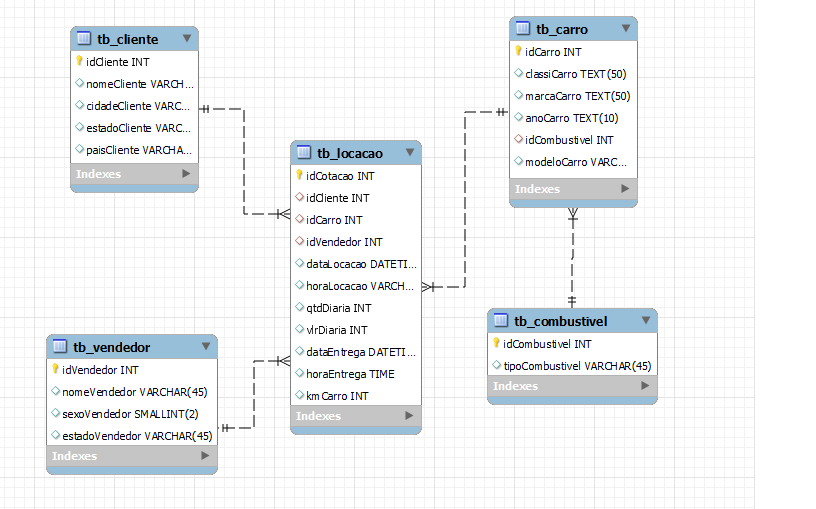 tb_cliente
idCliente INT
nomeCliente VARCH...
cidadeCliente VARC...
estadoCliente VARC...
paisCliente VARCHA...
Indexes
tb_carro
idCarro INT
classiCarro TEXT(50)
marcaCarro TEXT(50)
anoCarro TEXT(10)
idCombustivel INT
modeloCarro VARC...
Indexes
tb_locacao
idCotacao INT
idCliente INT
idCarro INT
idVendedor INT
dataLocacao DATETI...
horaLocacao VARCH...
qtdDiaria INT
vlrDiaria INT
dataEntrega DATETI...
horaEntrega TIME
kmCarro INT
Indexes
tb_vendedor
idVendedor INT
nomeVendedor VARCHAR(45)
sexoVendedor SMALLINT(2)
estadoVendedor VARCHAR(45)
Indexes
tb_combustivel
idCombustivel INT
tipoCombustivel VARCHAR(45)
Indexes